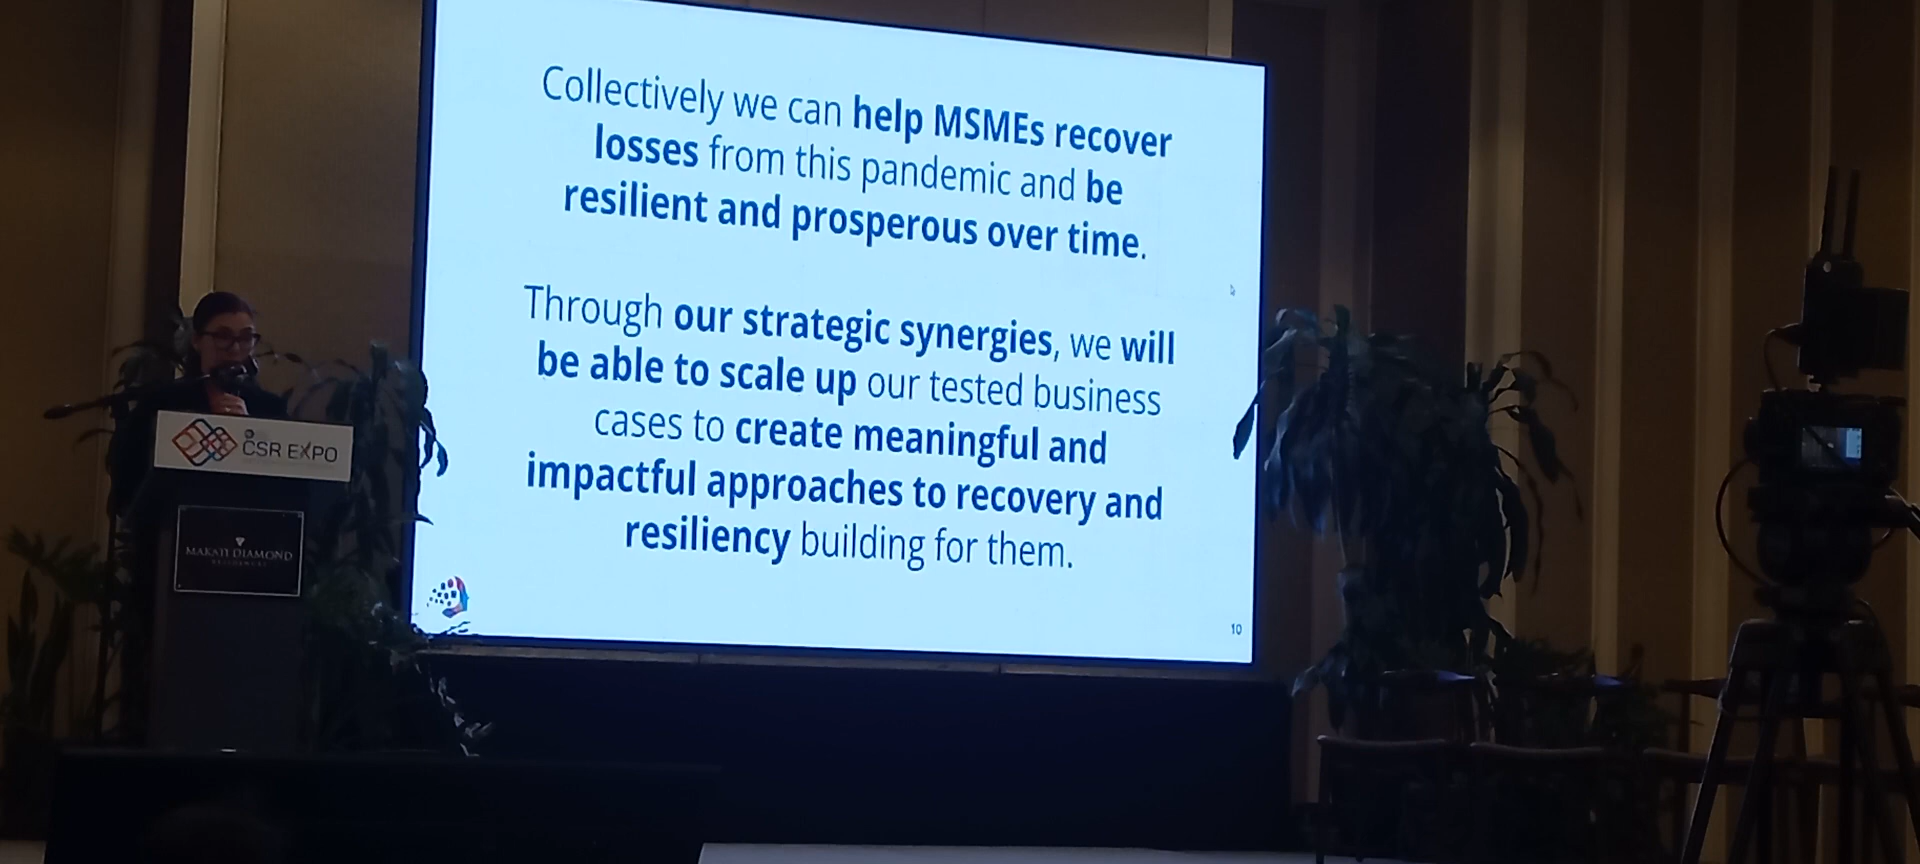 Collectively we can help MSMEs recover
losses from this pandemic and be
resilient and prosperous over time.
Through our strategic synergies, we will
be able to scale up our tested business
cases to create meaningful and
impactful approaches to recovery and
resiliency building for them.
10
CSR EXPO
MAKATI DIAMOND
RESIDENCES